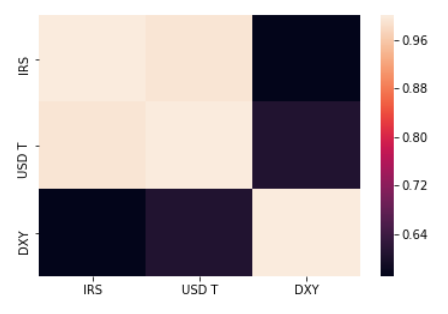 IRS
USD T
DXY
IRS
USD T
DXY
0.96
0.88
0.80
0.72
0.64